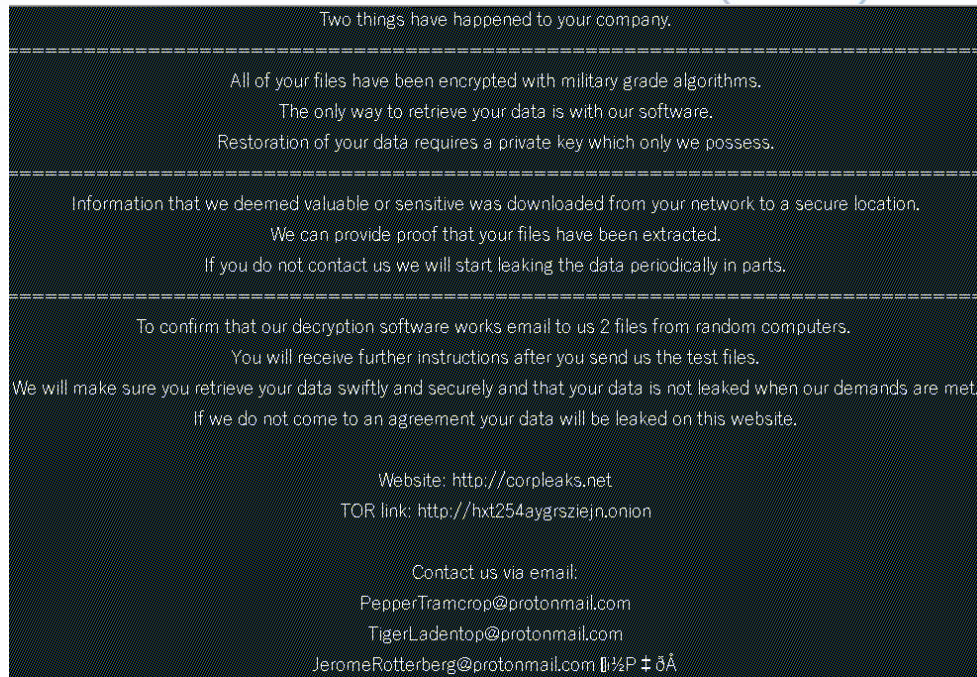 Two things have happened to your company.
================================================================================
All of your files have been encrypted with military grade algorithms.
The only way to retrieve your data is with our software.
Restoration of your data requires a private key which only we possess.
================================================================================
Information that we deemed valuable or sensitive was downloaded from your network to a secure location.
We can provide proof that your files have been extracted.
If you do not contact us we will start leaking the data periodically in parts.
================================================================================
To confirm that our decryption software works email to us 2 files from random computers.
You will receive further instructions after you send us the test files.
We will make sure you retrieve your data swiftly and securely and that your data is not leaked when our demands are met.
If we do not come to an agreement your data will be leaked on this website.
Website: http://corpleaks.net
TOR link: http://hxt254aygrsziejn.onion
Contact us via email:
PepperTramcrop@protonmail.com
TigerLadentop@protonmail.com
JeromeRotterberg@protonmail.com ½P ‡ ðÅ